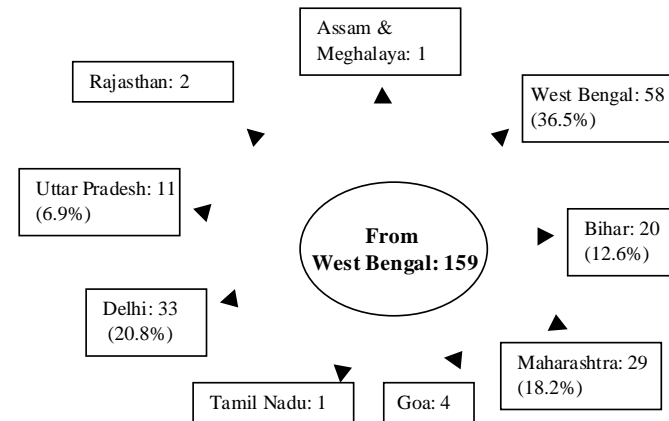 Assam &
Meghalaya: 1
Rajasthan: 2
West Bengal: 58
(36.5%)
Uttar Pradesh: 11
(6.9%)
From
West Bengal: 159
Bihar: 20
(12.6%)
Delhi: 33
(20.8%)
Maharashtra: 29
(18.2%)
Tamil Nadu: 1
Goa: 4